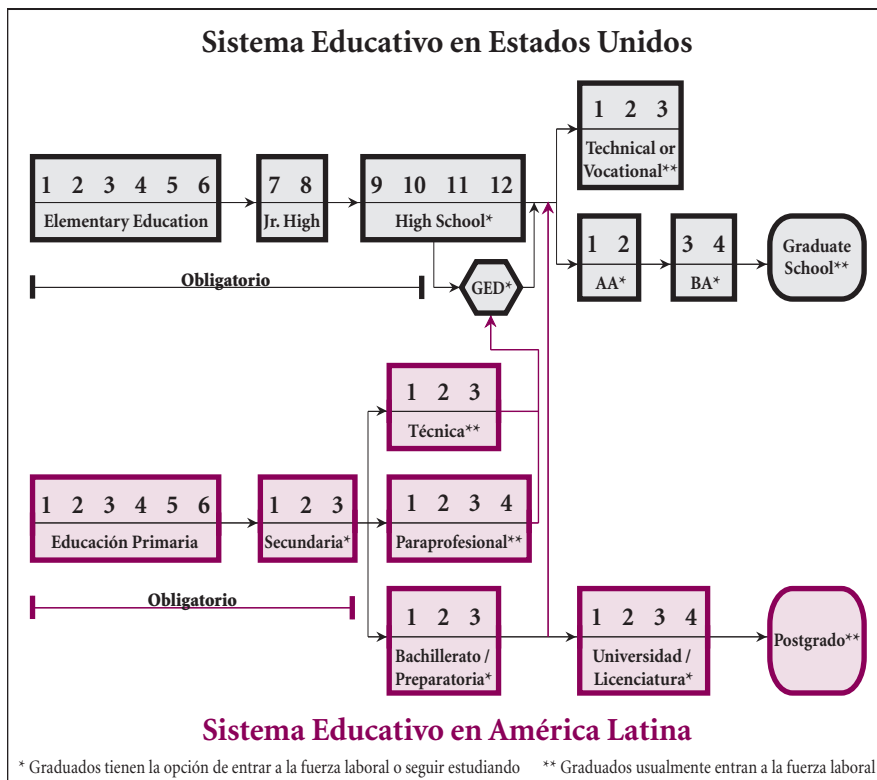 Sistema Educativo en Estados Unidos
1 2 3
Technical or
Vocational**
1 2 3 4 5 6
Elementary Education
7 8
Jr. High
9 10 11 12
High School*
1 2
AA*
3 4
BA*
Graduate
School**
Obligatorio
GED*
1 2 3
Técnica**
1 2 3 4 5 6
Educación Primaria
1 2 3
Secundaria*
1 2 3 4
Paraprofesional**
Obligatorio
1 2 3
Bachillerato /
Preparatoria*
1 2 3 4
Universidad /
Licenciatura*
Postgrado**
Sistema Educativo en América Latina
* Graduados tienen la opción de entrar a la fuerza laboral o seguir estudiando ** Graduados usualmente entran a la fuerza laboral